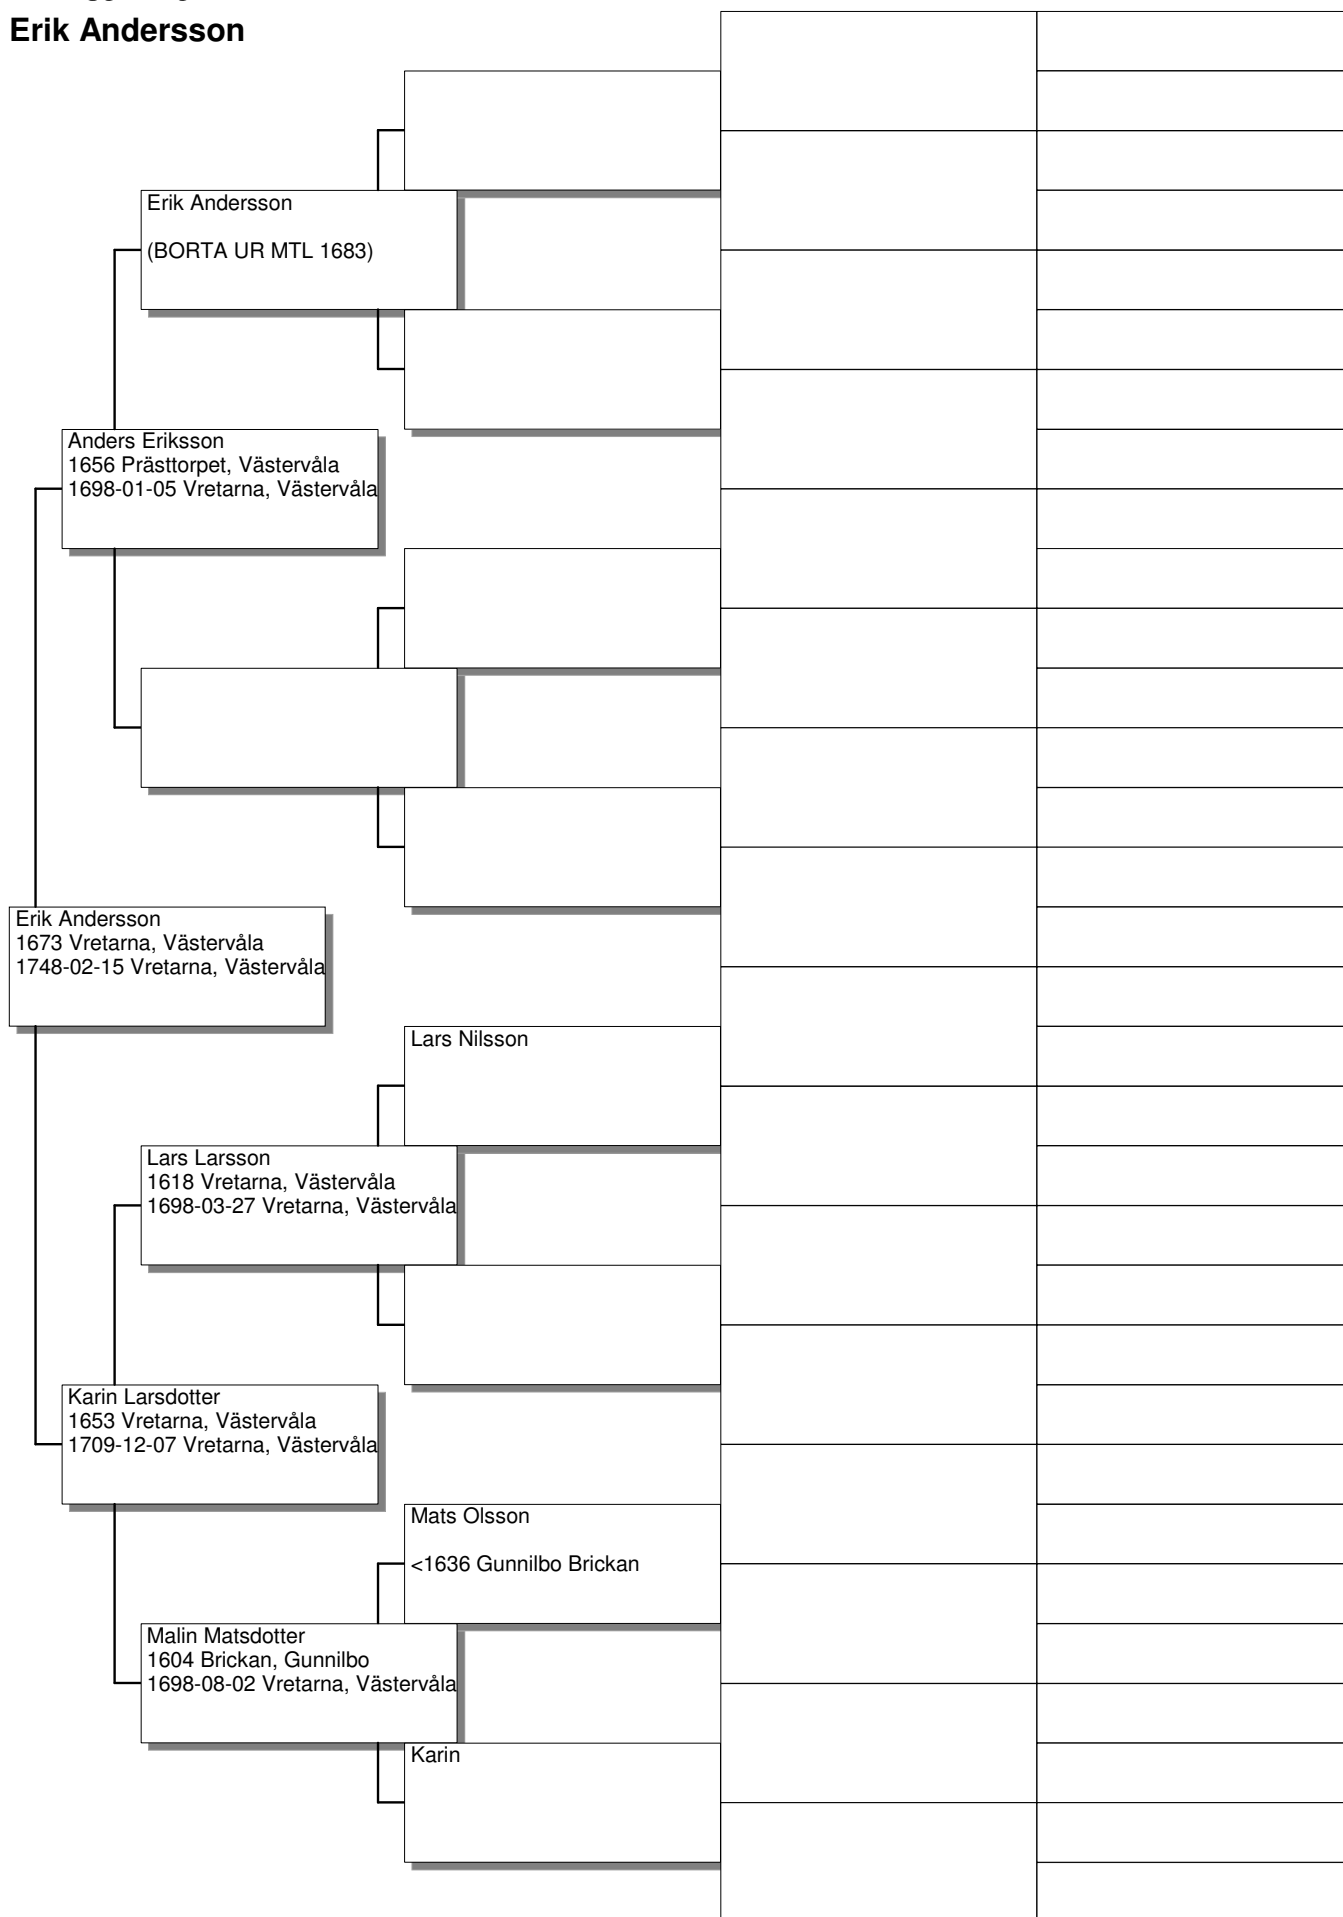 Erik Andersson
Erik Andersson
(BORTA UR MTL 1683)
Anders Eriksson
1656 Prästtorpet, Västervåla
1698-01-05 Vretarna, Västervåla
Erik Andersson
1673 Vretarna, Västervåla
1748-02-15 Vretarna, Västervåla
Lars Nilsson
Lars Larsson
1618 Vretarna, Västervåla
1698-03-27 Vretarna, Västervåla
Karin Larsdotter
1653 Vretarna, Västervåla
1709-12-07 Vretarna, Västervåla
Mats Olsson
<1636 Gunnilbo Brickan
Malin Matsdotter
1604 Brickan, Gunnilbo
1698-08-02 Vretarna, Västervåla
Karin